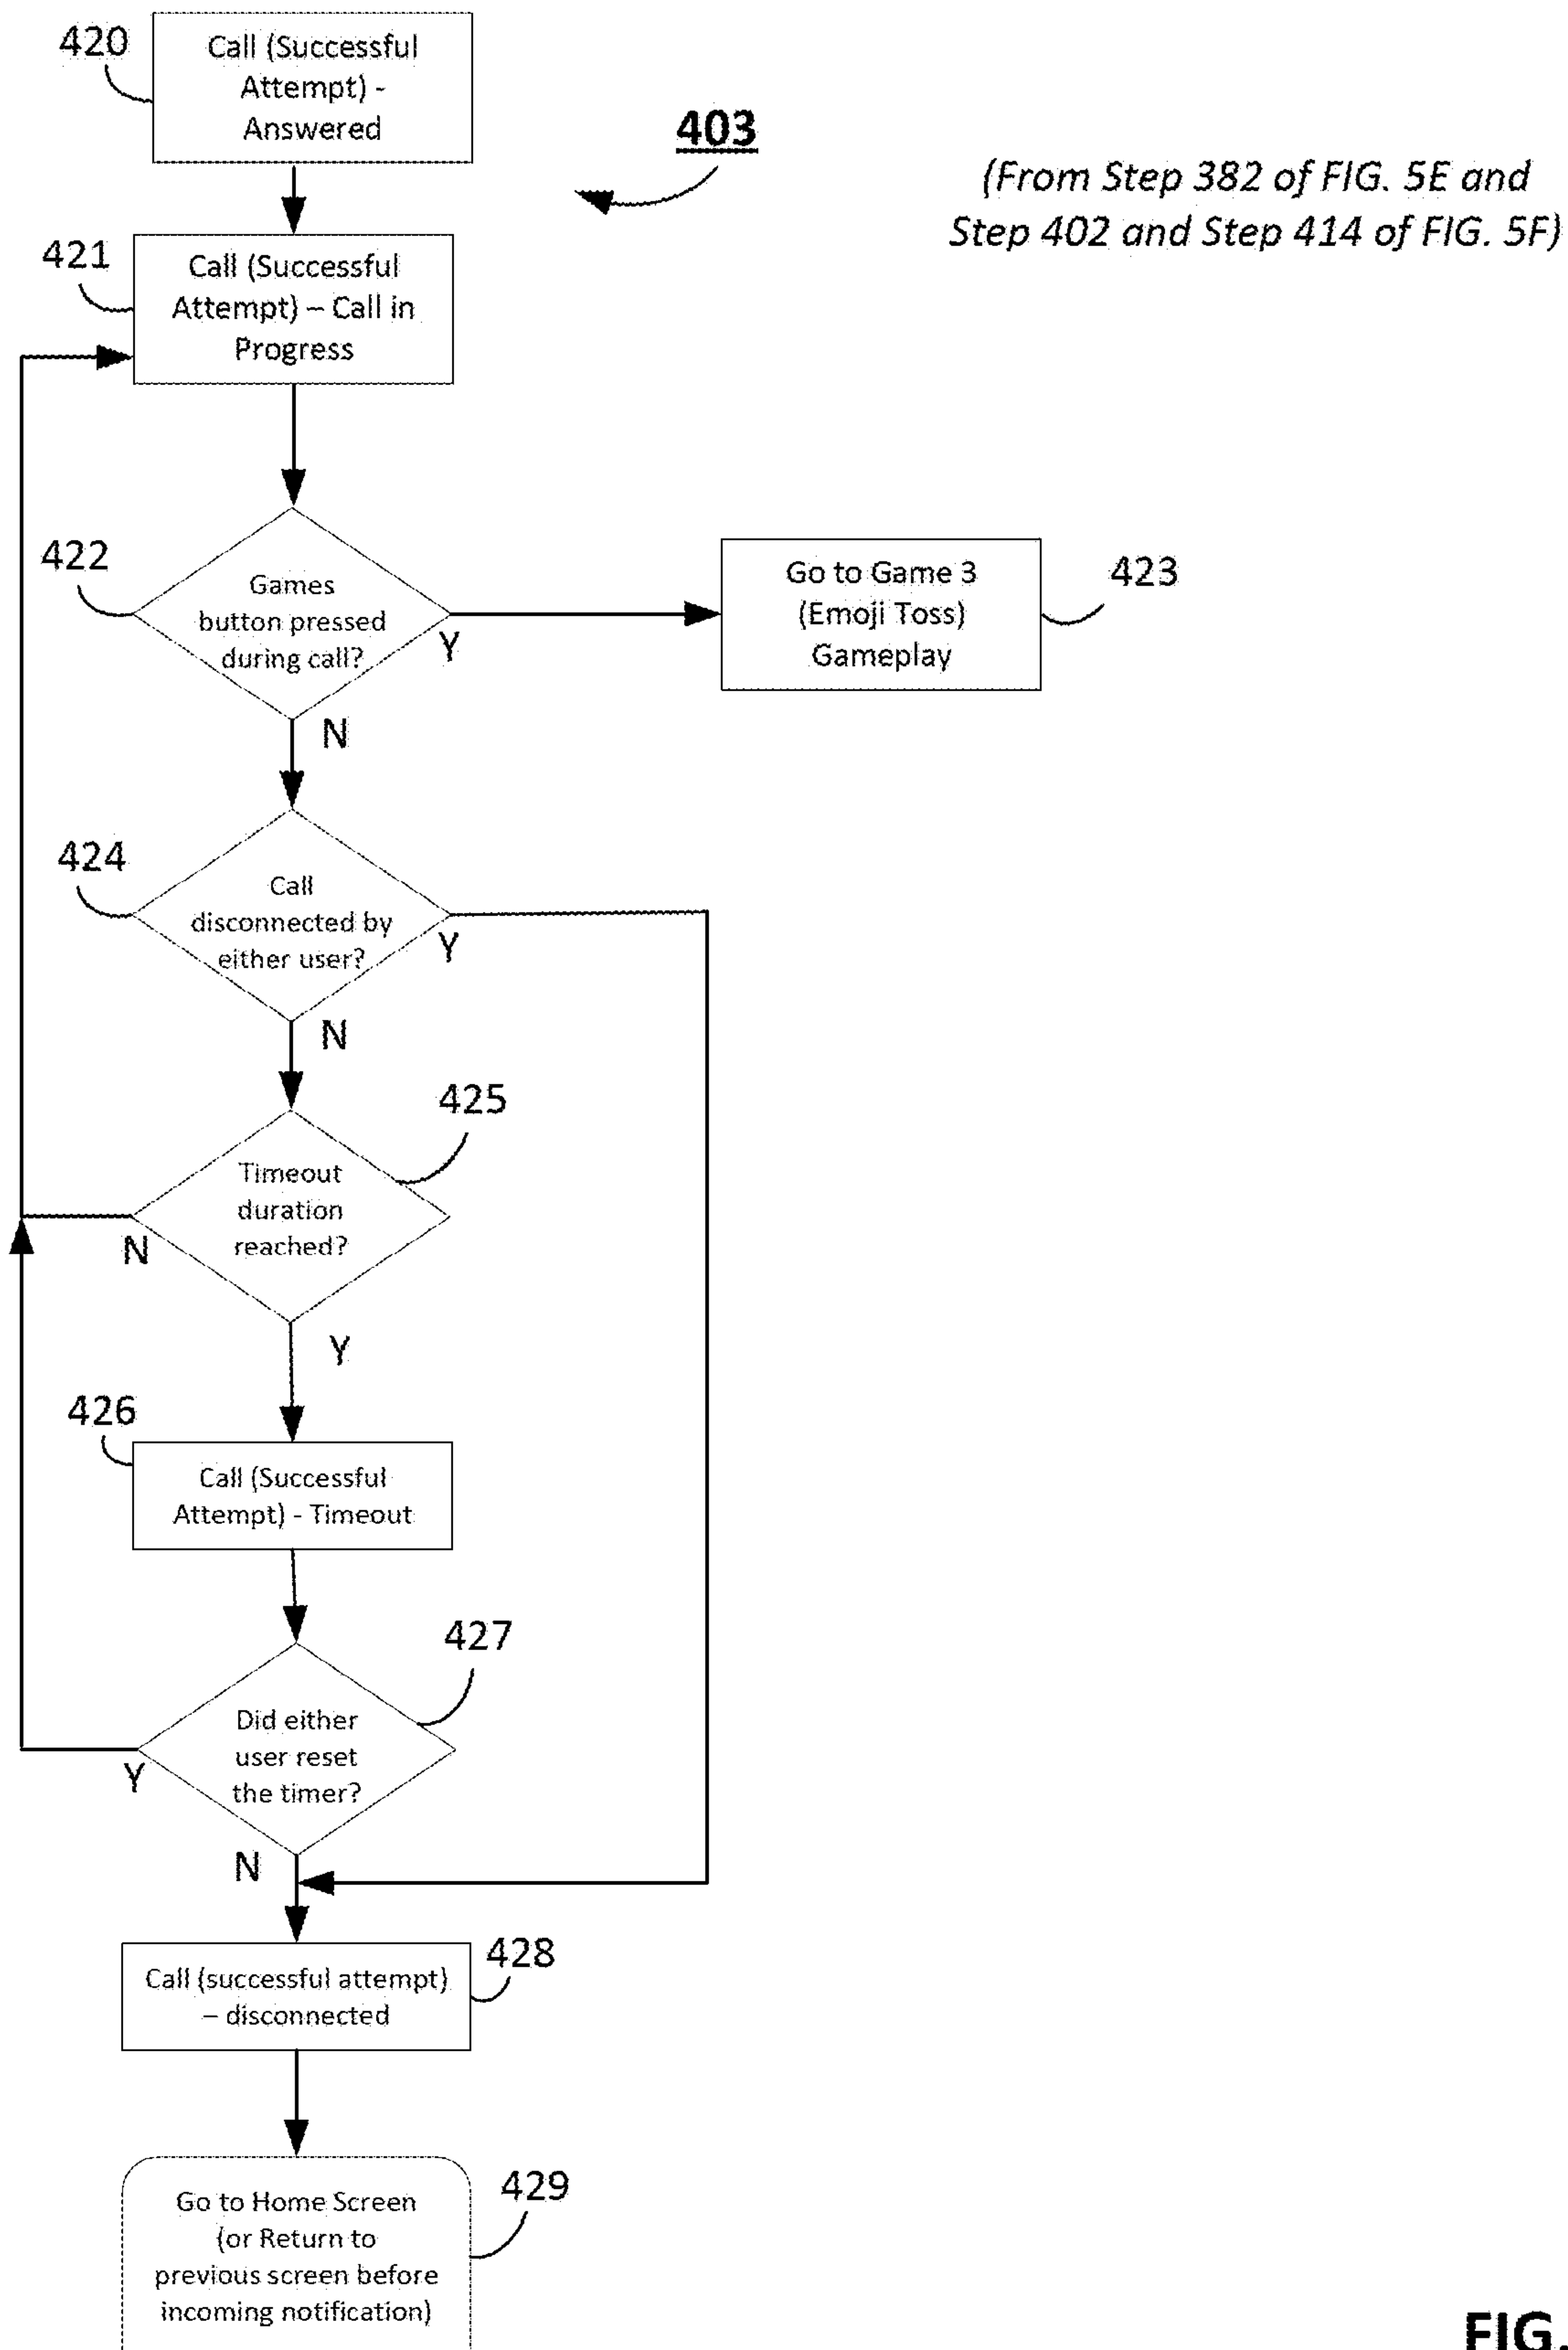 420
Call (Successful
Attempt) -
Answered
403
(From Step 382 of FIG. 5E and
Step 402 and Step 414 of FIG. 5F)
421
Call (Successful
Attempt) – Call in
Progress
422
Games
button pressed
during call?
Y
N
Go to Game 3
(Emoji Toss)
Gameplay
423
424
Call
disconnected by
either user?
Y
N
425
Timeout
duration
reached?
N
Y
426
Call (Successful
Attempt) - Timeout
427
Did either
user reset
the timer?
Y
N
428
Call (successful attempt)
– disconnected
429
Go to Home Screen
(or Return to
previous screen before
incoming notification)
FIG.